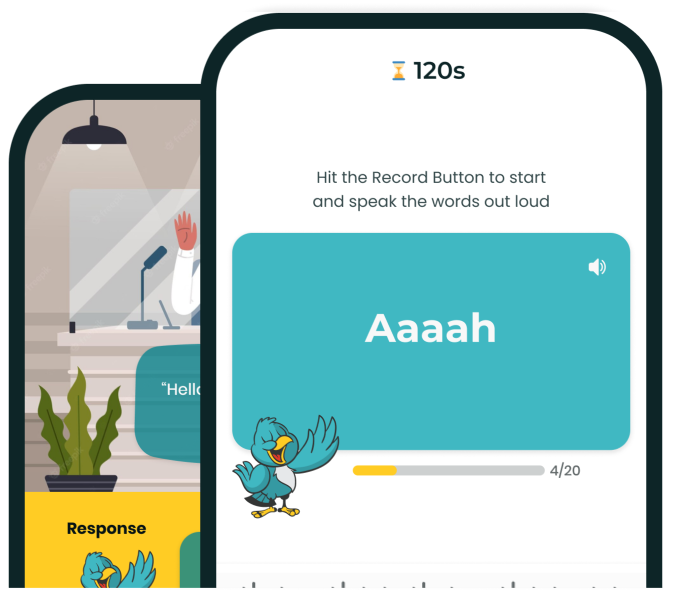 120s
Hit the Record Button to start
and speak the words out loud
Aaaah
4/20
“Hello
Response